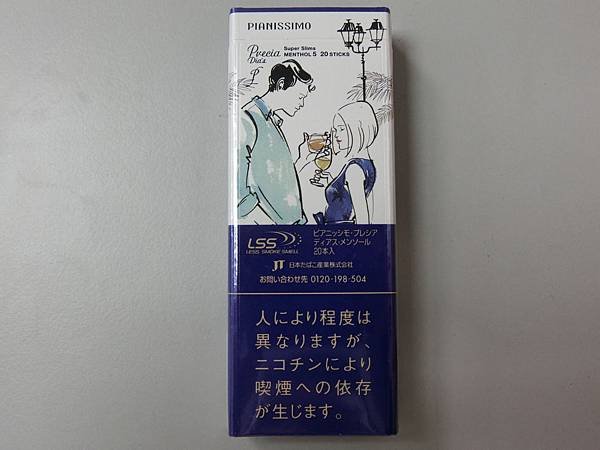 PIANISSIMO
Precia
Dia's
Super Slims
MENTHOL 5 20 STICKS
LSS
LESS SMOKE SMELL
ピアニッシモ・プレシア
ディアス・メンソール
20本入
JT 日本たばこ産業株式会社
お問い合わせ先 0120-198-504
人により程度は
異なりますが、
ニコチンにより
喫煙への依存
が生じます。